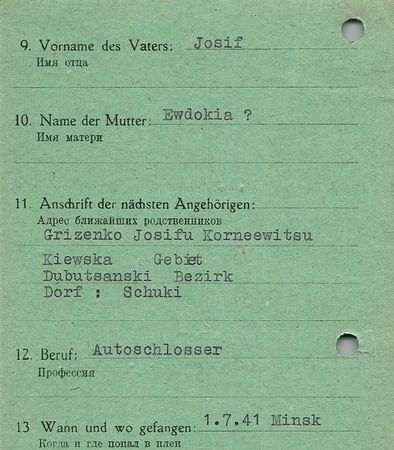 9. Vorname des Vaters: Josif
Имя отца
10. Name der Mutter: Ewdokia ?
Имя матери
11. Anschrift der nächsten Angehörigen:
Адрес ближайших родственников
Grizenko Josifu Korneewitsu
Kiewska Gebiet
Dubutsanski Bezirk
Dorf : Schuki
12. Beruf: Autoschlosser
Профессия
13 Wann und wo gefangen: 1.7.41 Minsk
Когда и где попал в плен